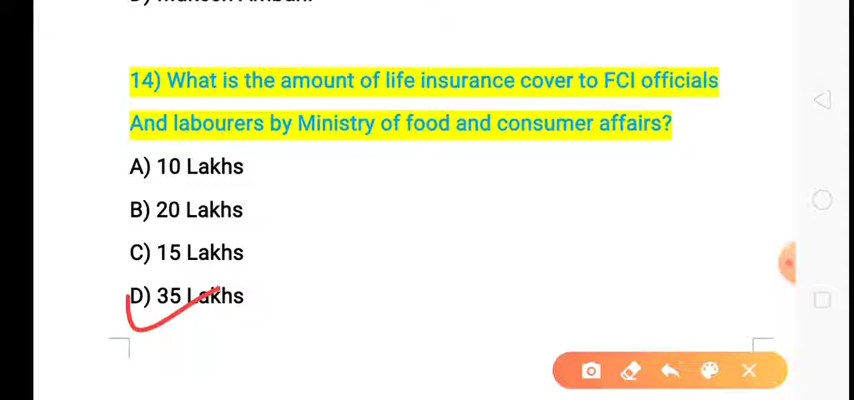 14) What is the amount of life insurance cover to FCI officials
And labourers by Ministry of food and consumer affairs?
A) 10 Lakhs
B) 20 Lakhs
C) 15 Lakhs
D) 35 Lakhs